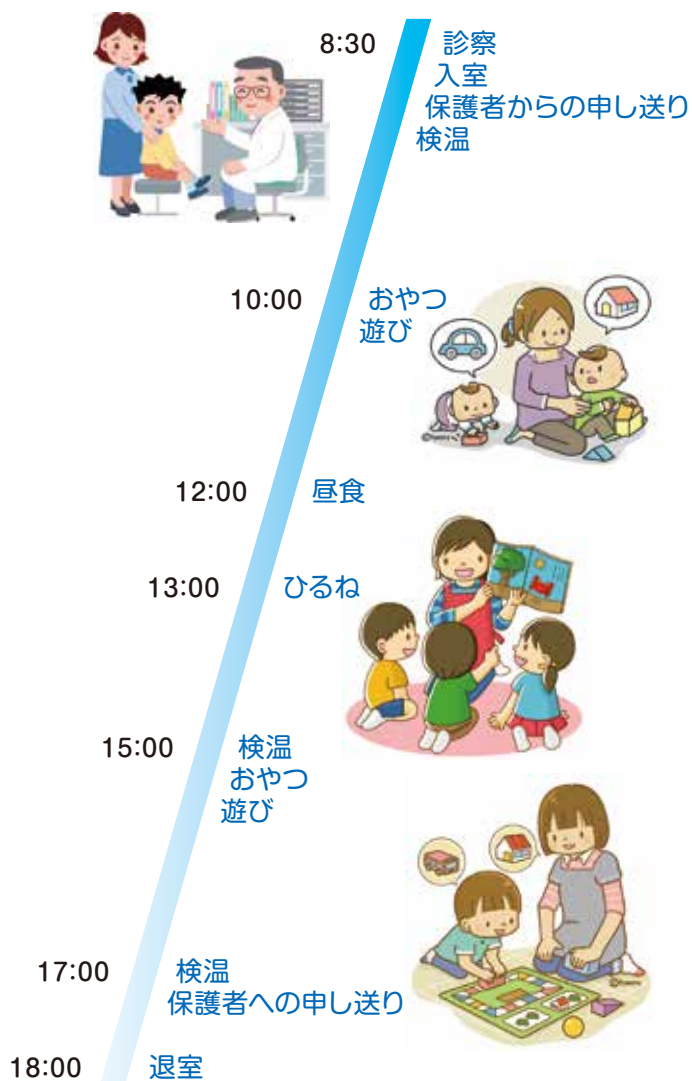 8:30 診察
入室
保護者からの申し送り
検温
10:00 おやつ
遊び
12:00 昼食
13:00 ひるね
15:00 検温
おやつ
遊び
17:00 検温
保護者への申し送り
18:00 退室